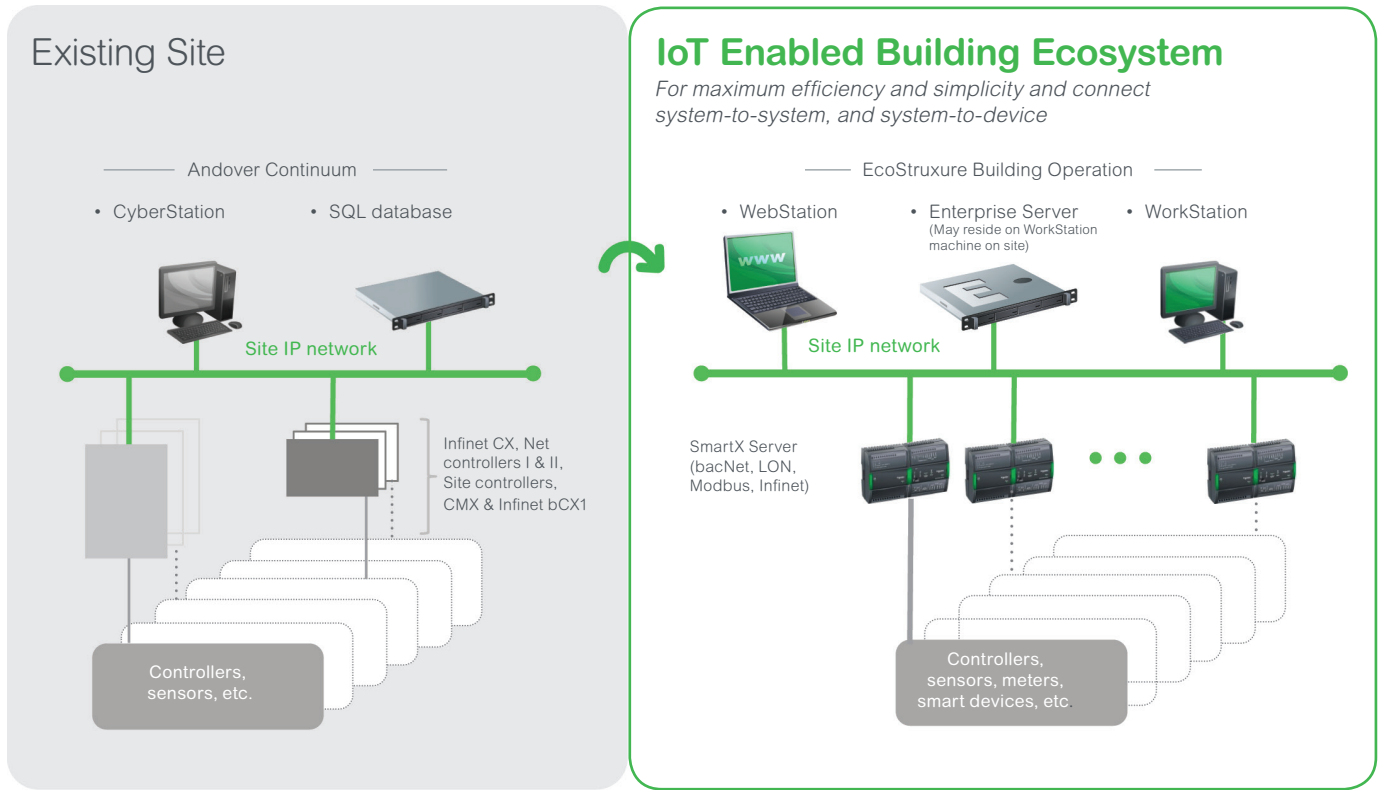 Existing Site
Andover Continuum
• CyberStation
• SQL database
Site IP network
Infinet CX, Net
controllers I & II,
Site controllers,
CMX & Infinet bCX1
Controllers,
sensors, etc.
IoT Enabled Building Ecosystem
For maximum efficiency and simplicity and connect
system-to-system, and system-to-device
EcoStruxure Building Operation
• WebStation
• Enterprise Server
(May reside on WorkStation
machine on site)
• WorkStation
www
E
Site IP network
SmartX Server
(bacNet, LON,
Modbus, Infinet)
Controllers,
sensors, meters,
smart devices, etc.